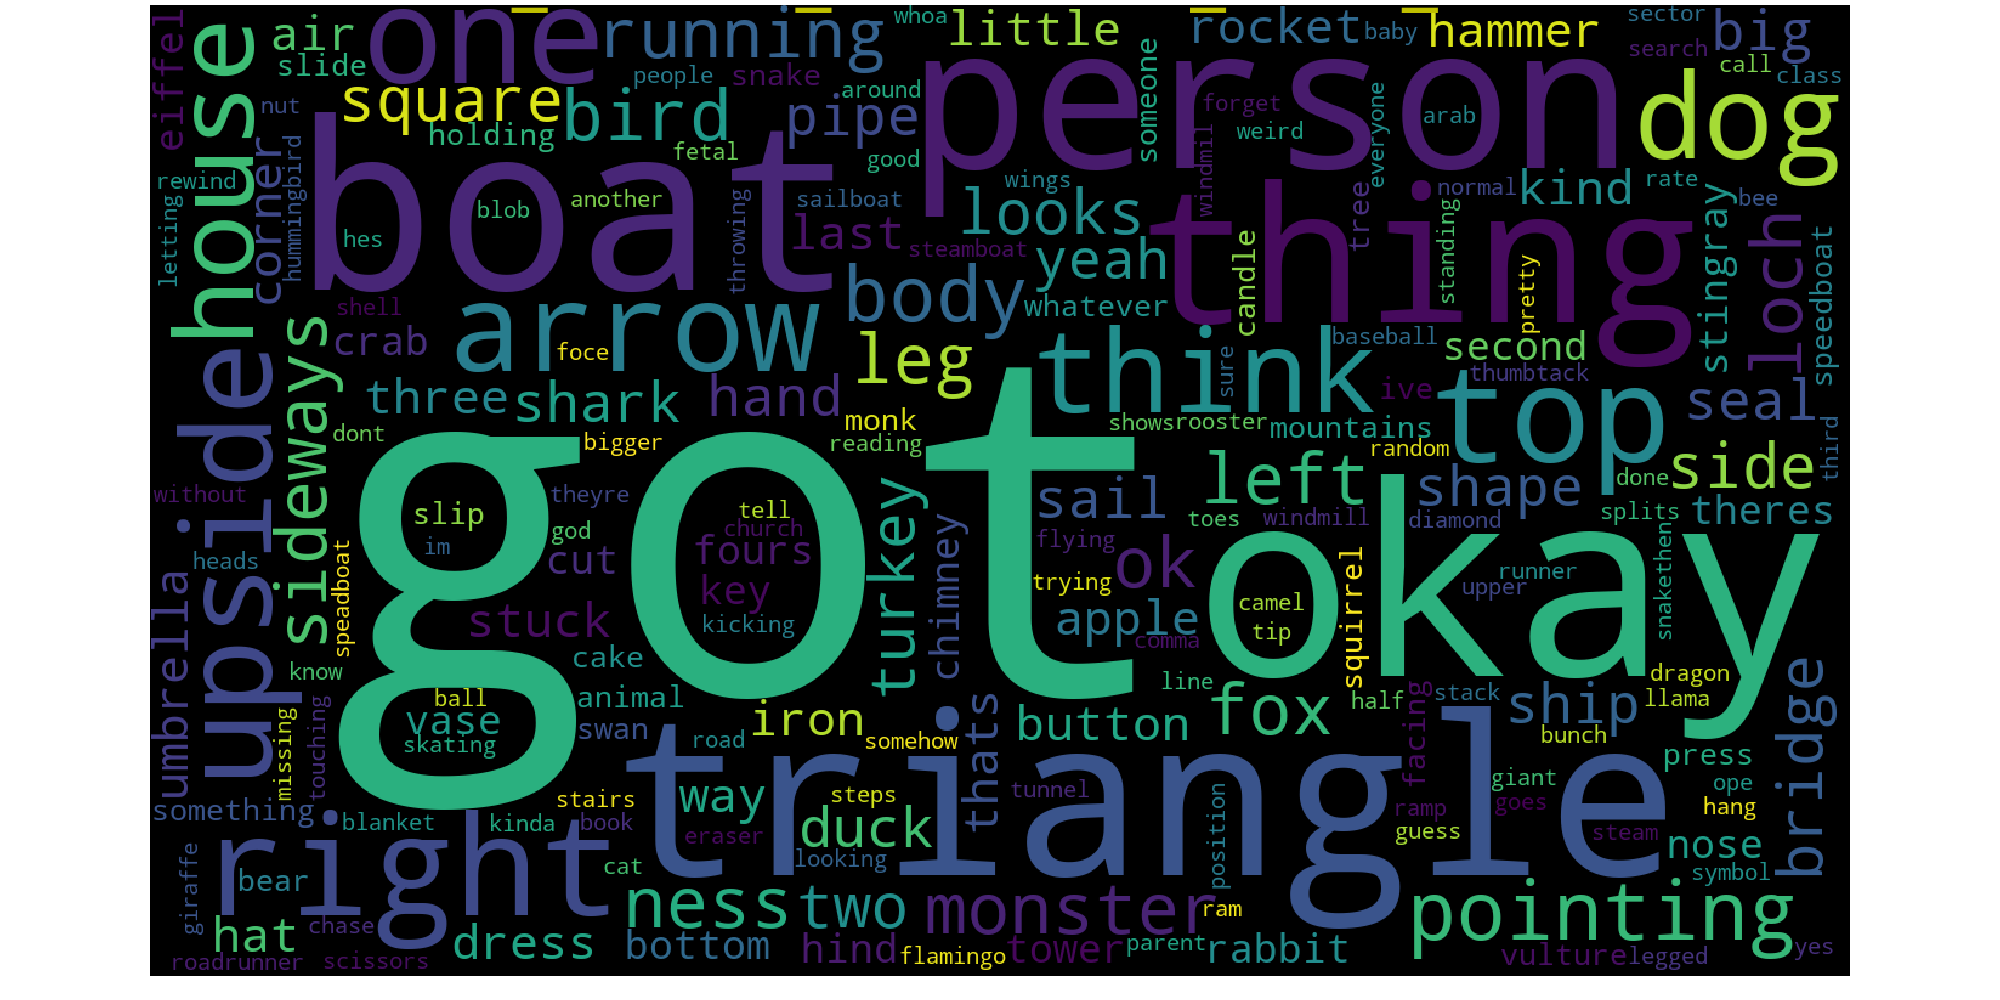 whoa
little
rocket
baby
hammer
sector
big
eiffel
house
air
one
running
search
call
class
slide
people
snake
person
dog
nut
square
bird
pipe
around
someone
forget
everyone
arab
weird
holding
fetal
good
corner
hummingbird
boat
rewind
wings
windmil
tree
normal
kind
rate
bee
letting
blob
another
throwing
sailboat
last
looks
thing
standing
stingray
loch
speedboat
hes
steamboat
yeah
candle
pretty
upside
sideways
shell
arrow
body
whatever
crab
foce
leg
think
sure
baseball
second
thumbtack
three
shark
hand
ive
top
seal
dont
bigger
monk
reading
shows
rooster
mountains
random
side
third
got
okay
without
theyre
turkey
sail
left
shape
done
slip
tell
toes
windmill
diamond
splits
theres
im
god
church
chimney
flying
ok
squirrel
runner
snakethen
heads
umbrella
speadboat
cut
fours
key
trying
camel
upper
stuck
kicking
apple
comma
tip
know
cake
line
dragon
bridge
missing
touching
ball
animal
thats
fox
half
facing
stack
llama
vase
swan
iron
button
ship
skating
road
somehow
bunch
press
triangle
something
stairs
way
steps
tunnel
position
giant
ope
right
blanket
kinda
book
eraser
duck
ramp
goes
hang
guess
steam
nose
giraffe
bear
cat
looking
symbol
hat
chase
ness
two
monster
ram
pointing
roadrunner
scissors
dress
bottom
hind
flamingo
tower
parent
rabbit
vulture
legged
yes